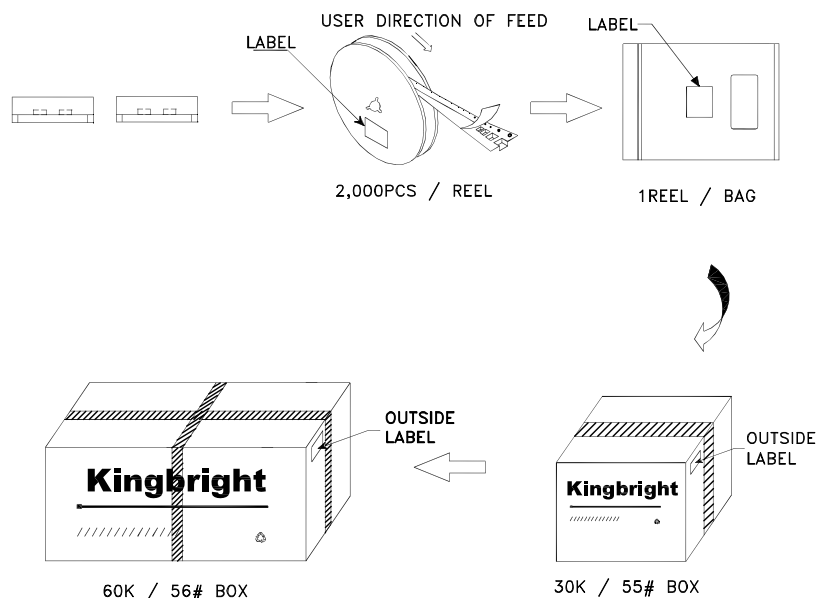 USER DIRECTION OF FEED
LABEL
LABEL
2,000PCS / REEL
1REEL / BAG
OUTSIDE
LABEL
OUTSIDE
LABEL
Kingbright
Kingbright
60K / 56# BOX
30K / 55# BOX